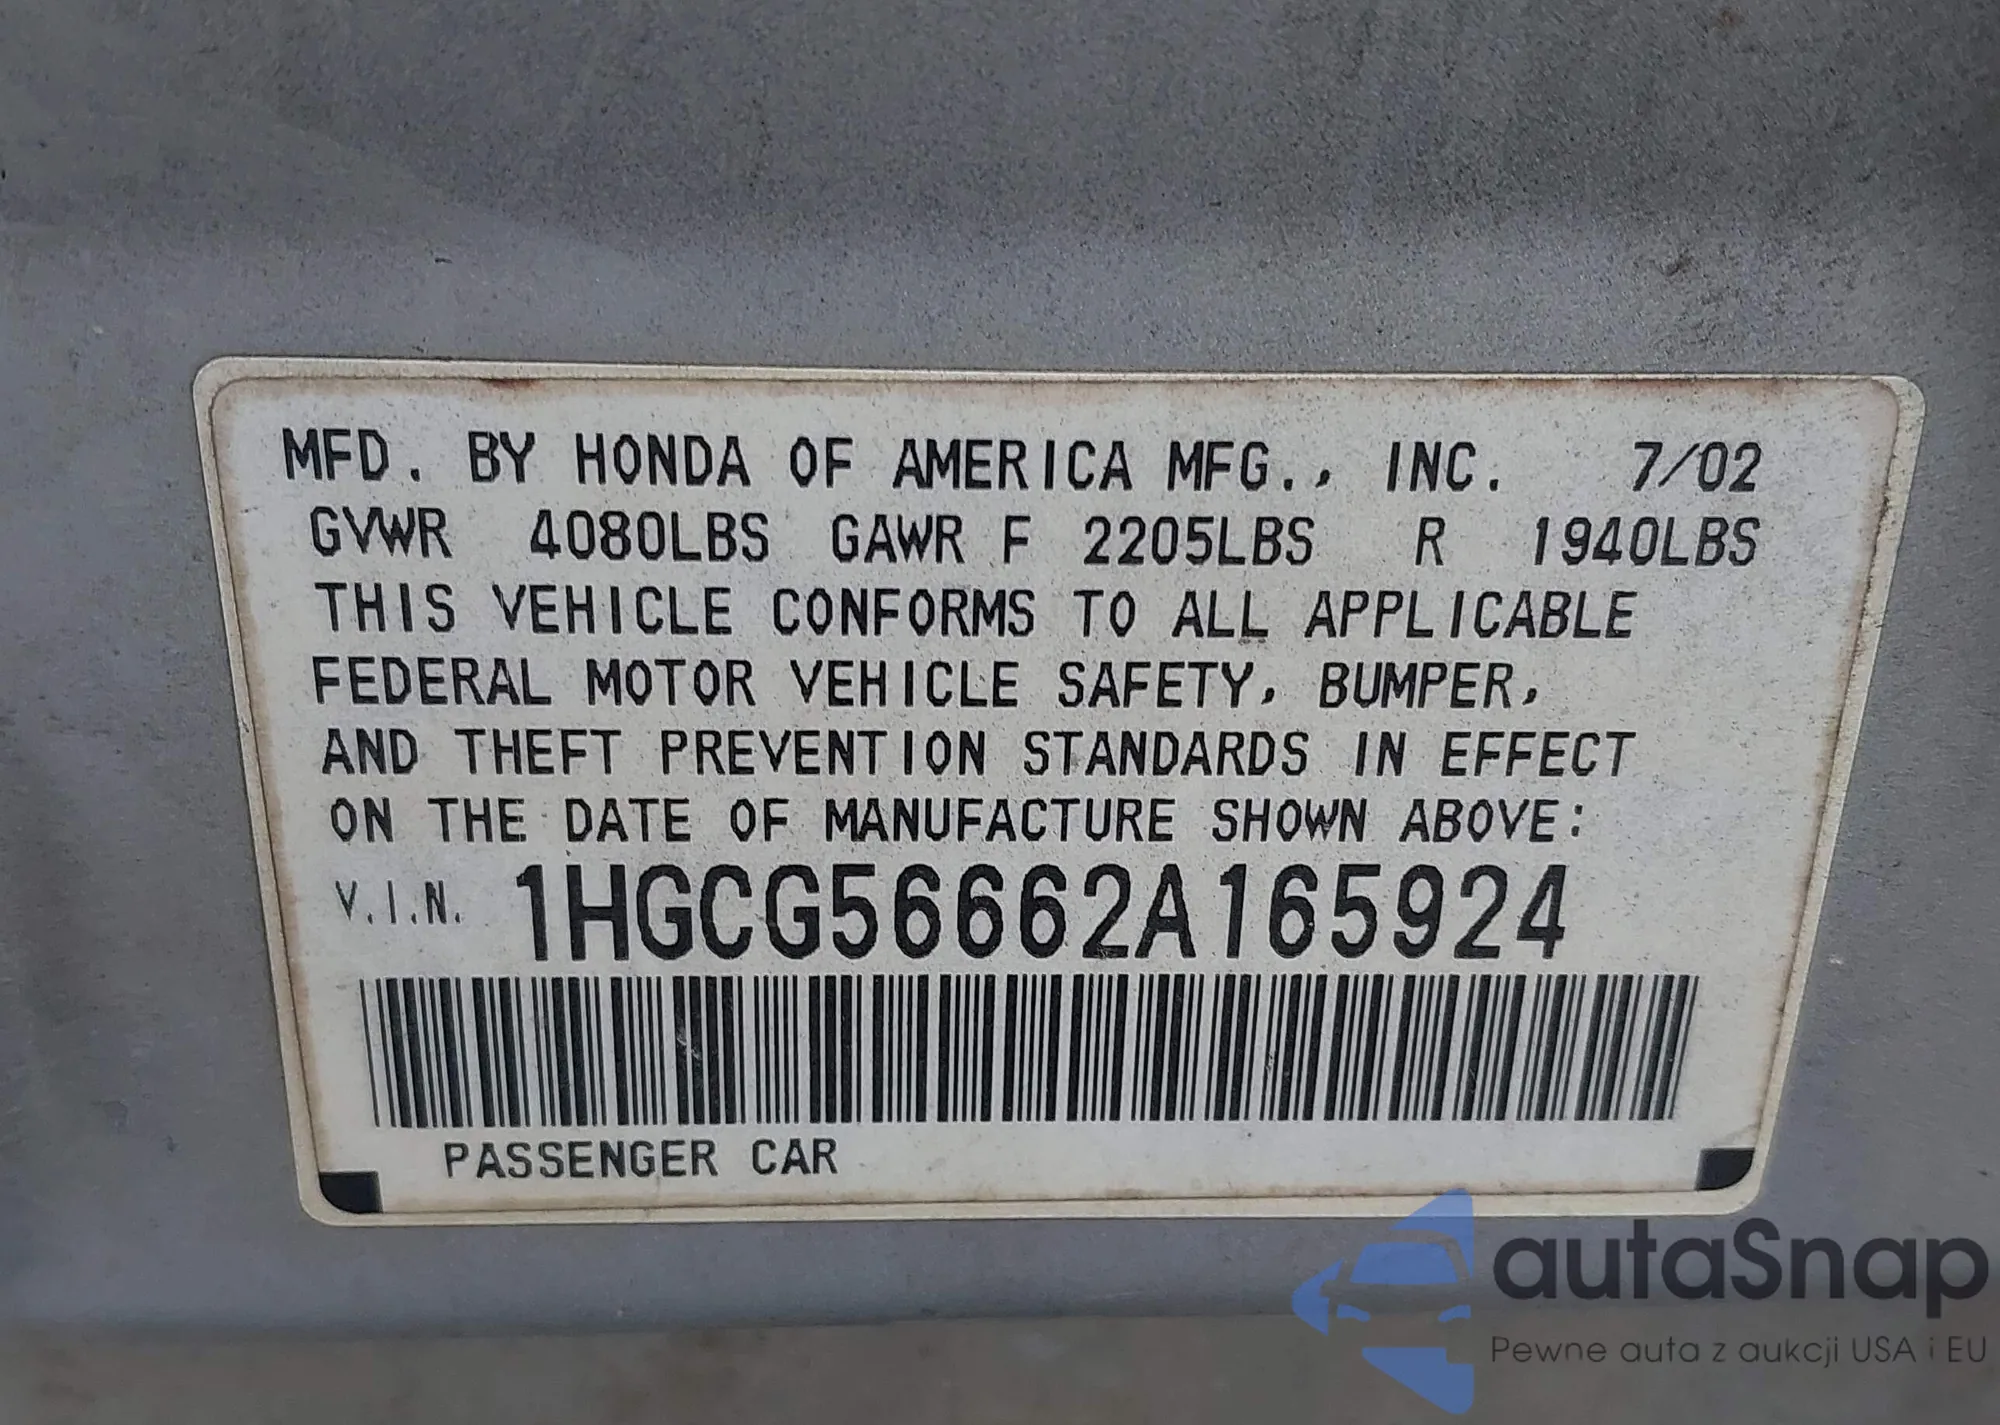 MFD. BY HONDA OF AMERICA MFG., INC. 7/02
GVWR 4080LBS GAWR F 2205LBS R 1940LBS
THIS VEHICLE CONFORMS TO ALL APPLICABLE
FEDERAL MOTOR VEHICLE SAFETY, BUMPER,
AND THEFT PREVENTION STANDARDS IN EFFECT
ON THE DATE OF MANUFACTURE SHOWN ABOVE:
V.I.N. 1HGCG56662A165924
PASSENGER CAR
autaSnap
Pewne auta z aukcji USA i EU